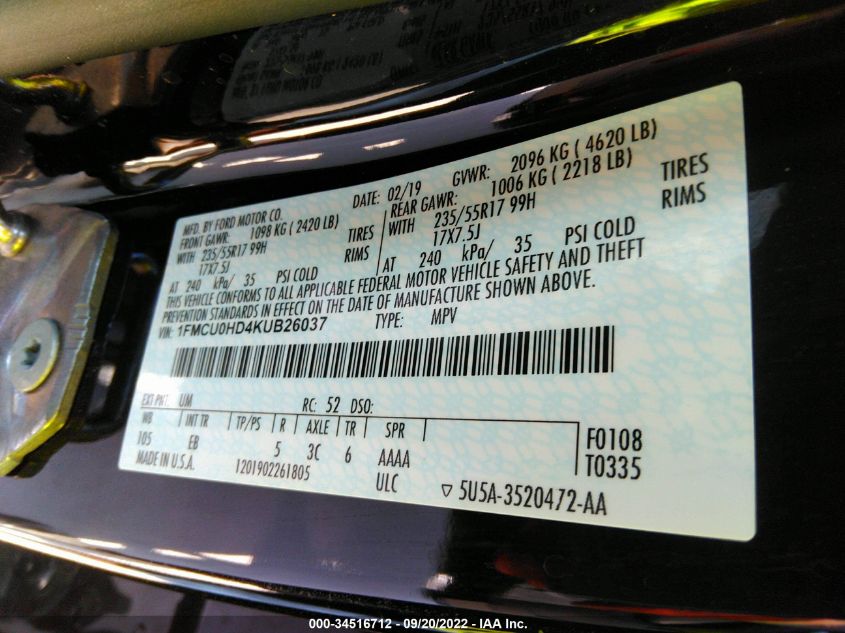 MFD. BY FORD MOTOR CO.
DATE: 02/19 GVWR: 2096 KG ( 4620 LB)
FRONT GAWR: 1098 KG ( 2420 LB)
REAR GAWR: 1006 KG ( 2218 LB)
WITH 235/55R17 99H TIRES
WITH 235/55R17 99H TIRES
17X7.5J RIMS
17X7.5J RIMS
AT 240 kPa/ 35 PSI COLD
AT 240 kPa/ 35 PSI COLD
THIS VEHICLE CONFORMS TO ALL APPLICABLE FEDERAL MOTOR VEHICLE SAFETY AND THEFT
PREVENTION STANDARDS IN EFFECT ON THE DATE OF MANUFACTURE SHOWN ABOVE.
VIN: 1FMCU0HD4KUB26037 TYPE: MPV
EXT PNT: UM RC: 52 DSO:
WB INT TR TP/PS R AXLE TR SPR
105 EB 5 3C 6 AAAA
F0108
T0335
MADE IN U.S.A. 1201902261805 ULC
5U5A-3520472-AA
000-34516712 - 09/20/2022 - IAA Inc.